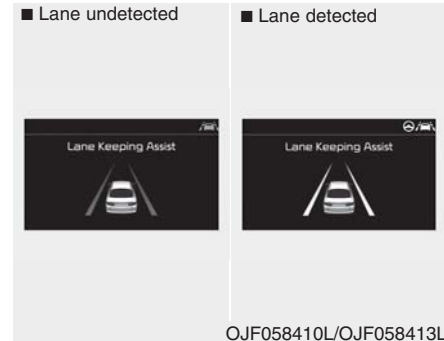 ■ Lane undetected
■ Lane detected
Lane Keeping Assist
Lane Keeping Assist
OJF058410L/OJF058413L